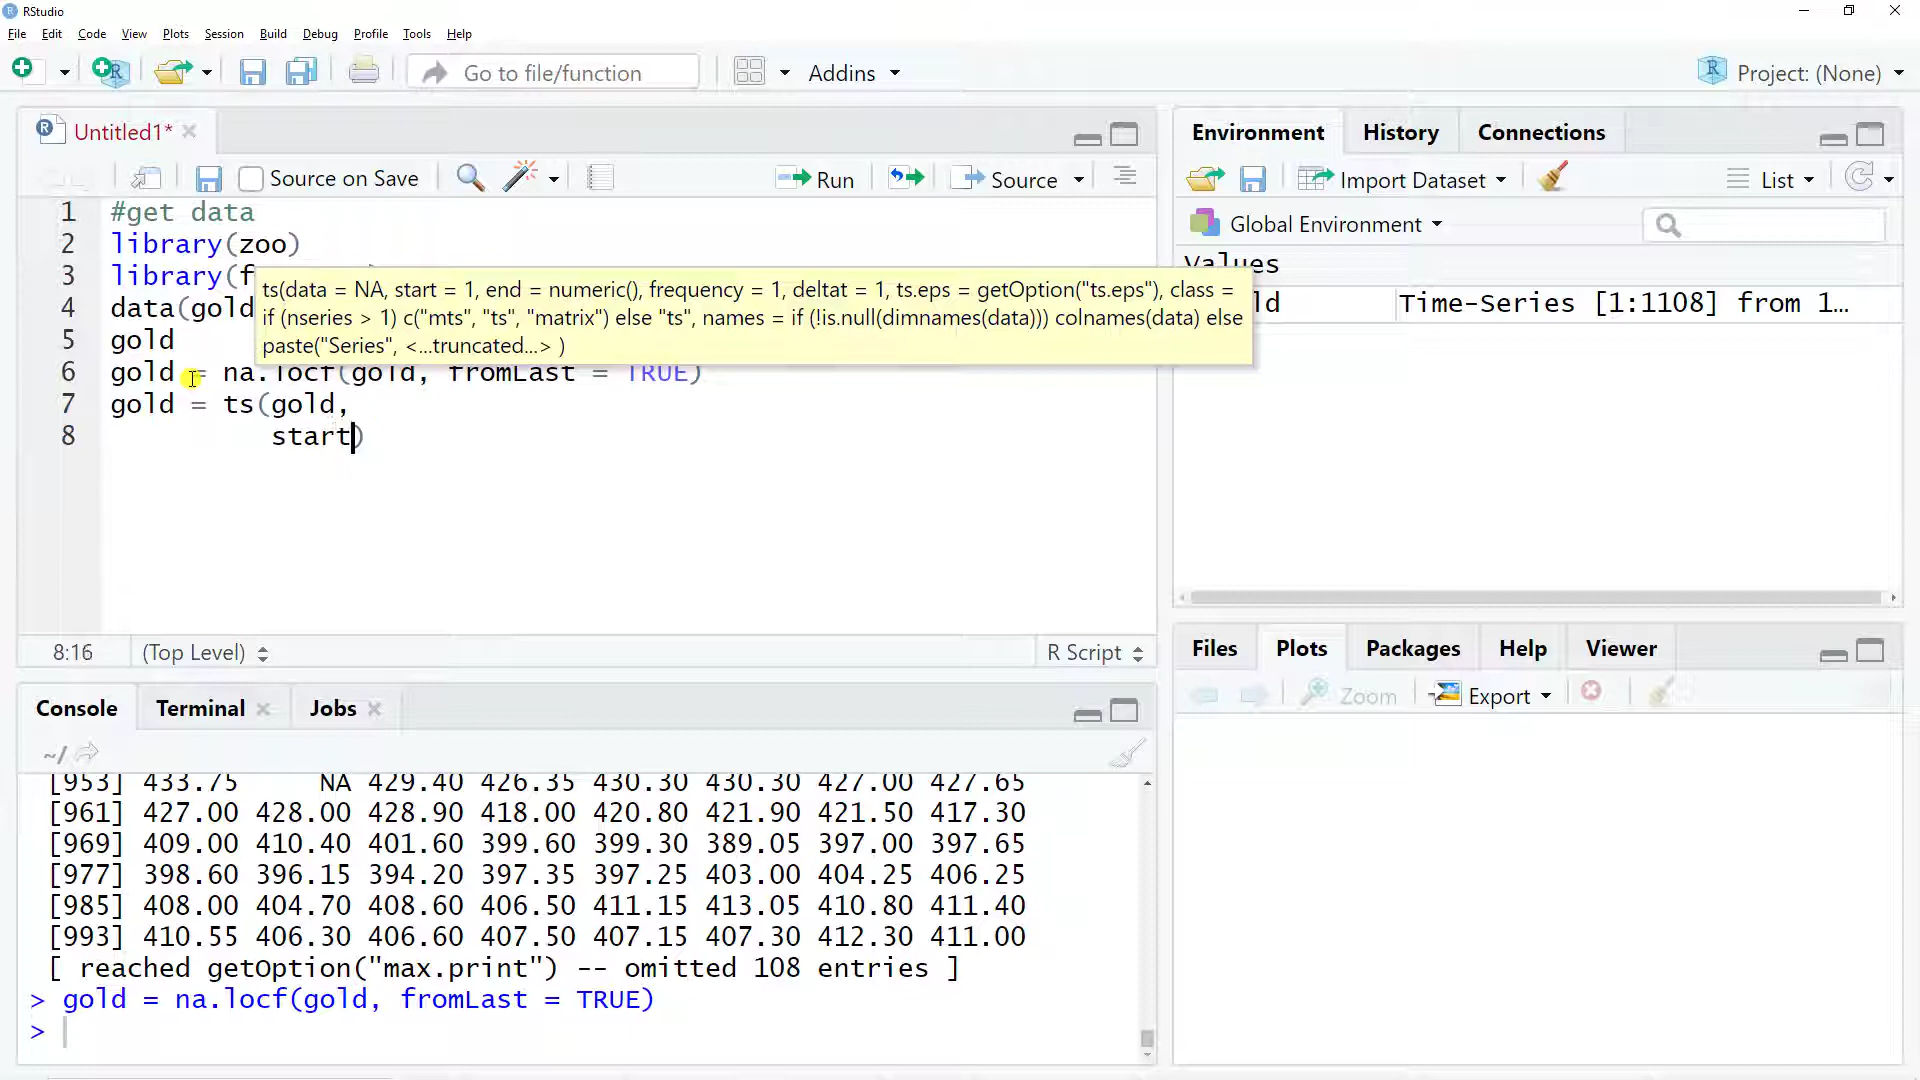 RStudio
File Edit Code View Plots Session Build Debug Profile Tools Help
Go to file/function Addins Project: (None)
Untitled1*
Source on Save Run Source
1 #get data
2 library(zoo)
3 library(f
4 data(gold
5 gold
6 gold = na.locf(gold, fromLast = TRUE)
7 gold = ts(gold,
8 start)
ts(data = NA, start = 1, end = numeric(), frequency = 1, deltat = 1, ts.eps = getOption("ts.eps"), class =
if (nseries > 1) c("mts", "ts", "matrix") else "ts", names = if (!is.null(dimnames(data))) colnames(data) else
paste("Series", <...truncated...> )
8:16 (Top Level) R Script
Environment History Connections
Import Dataset List
Global Environment
Values
ld Time-Series [1:1108] from 1...
Console Terminal Jobs
~/
[953] 433.75 NA 429.40 426.35 430.30 430.30 427.00 427.65
[961] 427.00 428.00 428.90 418.00 420.80 421.90 421.50 417.30
[969] 409.00 410.40 401.60 399.60 399.30 389.05 397.00 397.65
[977] 398.60 396.15 394.20 397.35 397.25 403.00 404.25 406.25
[985] 408.00 404.70 408.60 406.50 411.15 413.05 410.80 411.40
[993] 410.55 406.30 406.60 407.50 407.15 407.30 412.30 411.00
[ reached getOption("max.print") -- omitted 108 entries ]
> gold = na.locf(gold, fromLast = TRUE)
>
Files Plots Packages Help Viewer
Zoom Export